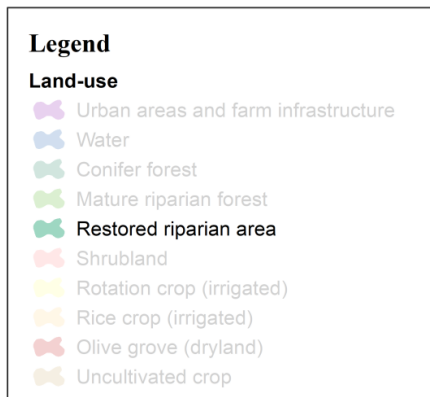 Legend
Land-use
Urban areas and farm infrastructure
Water
Conifer forest
Mature riparian forest
Restored riparian area
Shrubland
Rotation crop (irrigated)
Rice crop (irrigated)
Olive grove (dryland)
Uncultivated crop